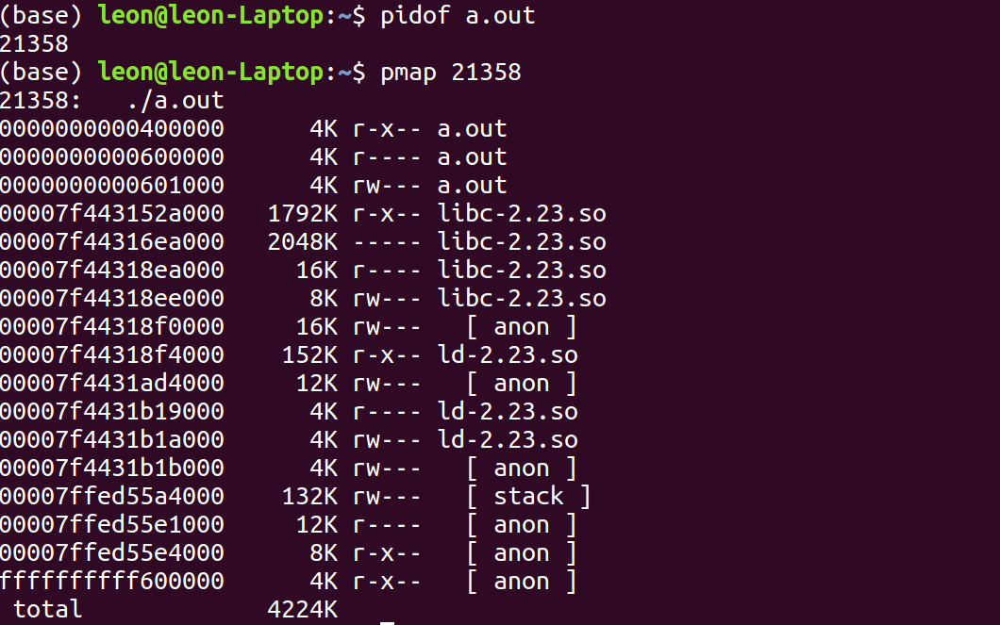 (base) leon@leon-Laptop:~$ pidof a.out
21358
(base) leon@leon-Laptop:~$ pmap 21358
21358:   ./a.out
0000000000400000      4K r-x-- a.out
0000000000600000      4K r---- a.out
0000000000601000      4K rw--- a.out
00007f443152a000   1792K r-x-- libc-2.23.so
00007f44316ea000   2048K ----- libc-2.23.so
00007f44318ea000     16K r---- libc-2.23.so
00007f44318ee000      8K rw--- libc-2.23.so
00007f44318f0000     16K rw---   [ anon ]
00007f44318f4000    152K r-x-- ld-2.23.so
00007f4431ad4000     12K rw---   [ anon ]
00007f4431b19000      4K r---- ld-2.23.so
00007f4431b1a000      4K rw--- ld-2.23.so
00007f4431b1b000      4K rw---   [ anon ]
00007ffed55a4000    132K rw---   [ stack ]
00007ffed55e1000     12K r----   [ anon ]
00007ffed55e4000      8K r-x--   [ anon ]
ffffffffff600000      4K r-x--   [ anon ]
 total             4224K